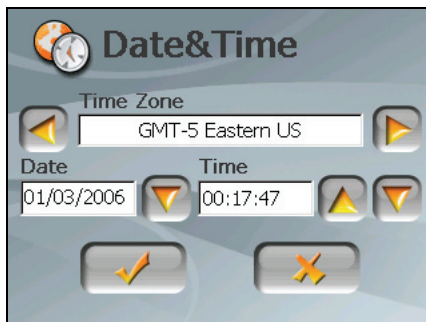 Date&Time
Time Zone
GMT-5 Eastern US
Date Time
01/03/2006 00:17:47